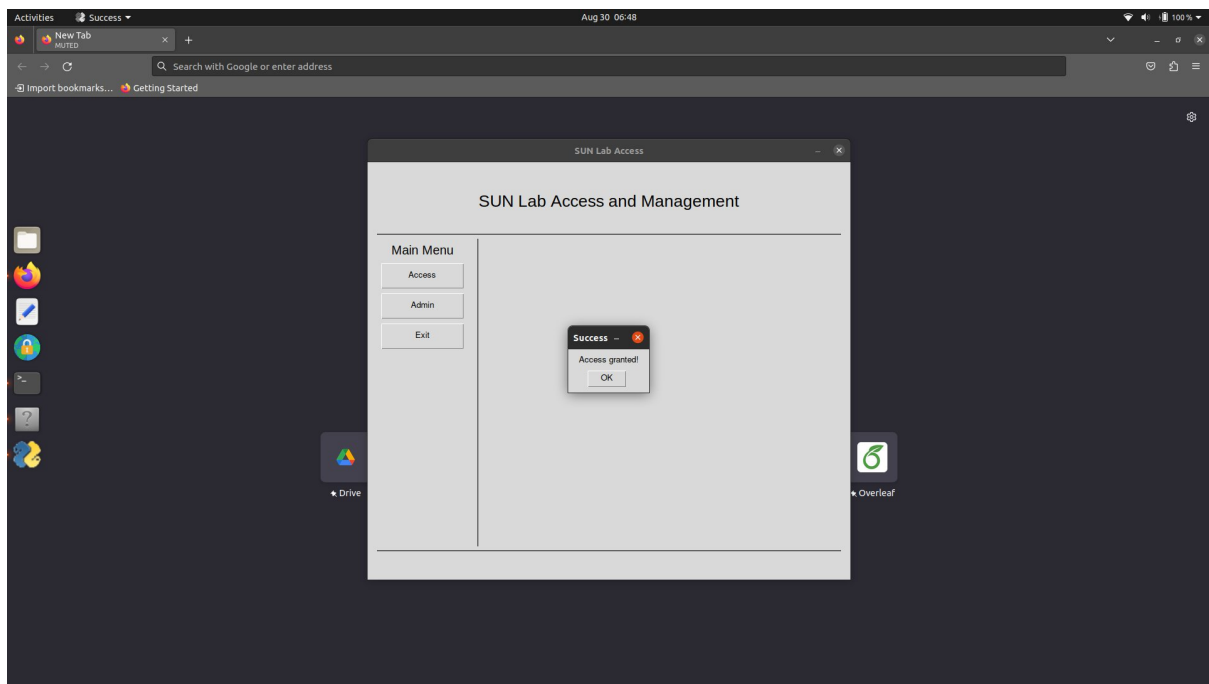 Activities Success Aug 30 06:48 100 %
New Tab
MUTED
Search with Google or enter address
Import bookmarks... Getting Started
SUN Lab Access
SUN Lab Access and Management
Main Menu
Access
Admin
Exit
Success
Access granted!
OK
Drive
Overleaf